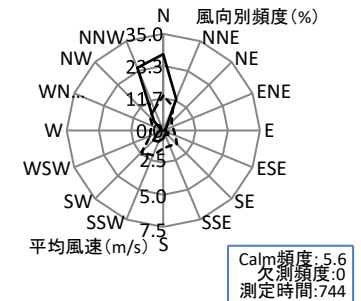 N
風向別頻度(%)
35.0
NNW
NNE
NW
23.3
NE
WN...
11.7
ENE
W
0.0
E
WSW
2.5
ESE
SW
5.0
SE
SSW
SSE
7.5
平均風速(m/s)
S
Calm頻度: 5.6
欠測頻度:0
測定時間:744